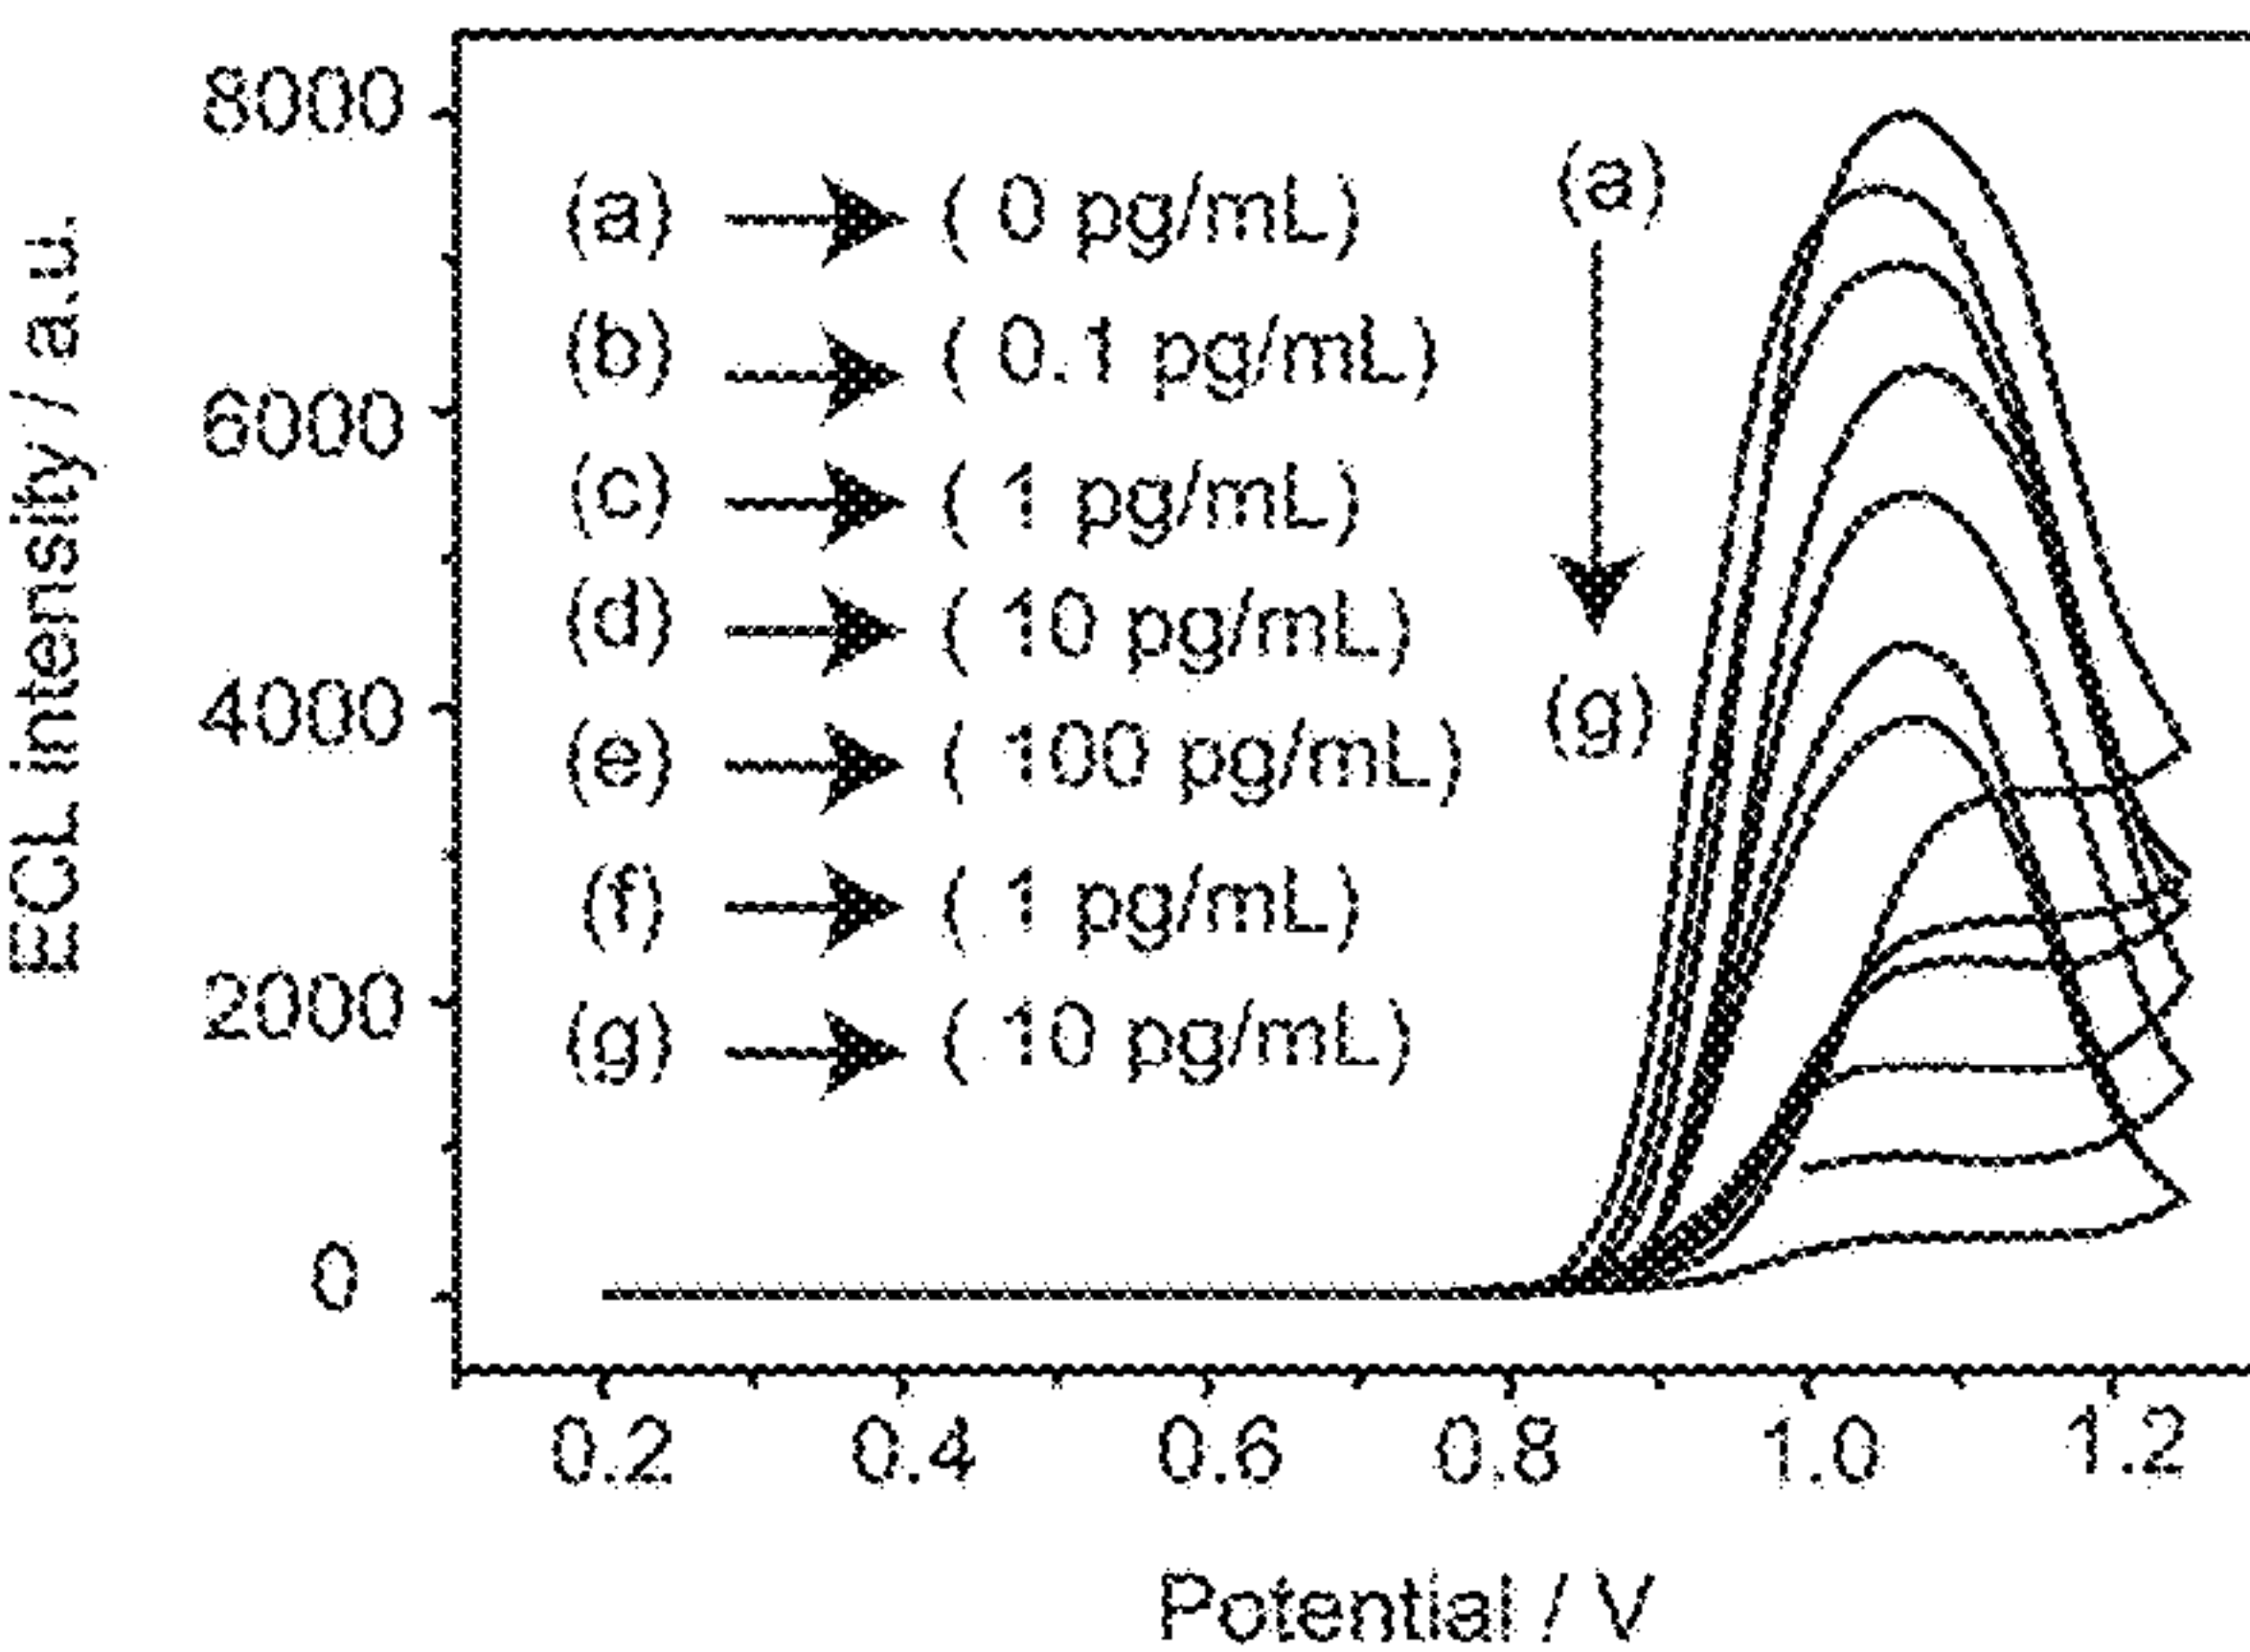 ECL intensity / a.u.
8000
6000
4000
2000
0
(a) ( 0 pg/mL)
(b) ( 0.1 pg/mL)
(c) ( 1 pg/mL)
(d) ( 10 pg/mL)
(e) ( 100 pg/mL)
(f) ( 1 pg/mL)
(g) ( 10 pg/mL)
(a)
(g)
0.2 0.4 0.6 0.8 1.0 1.2
Potential / V